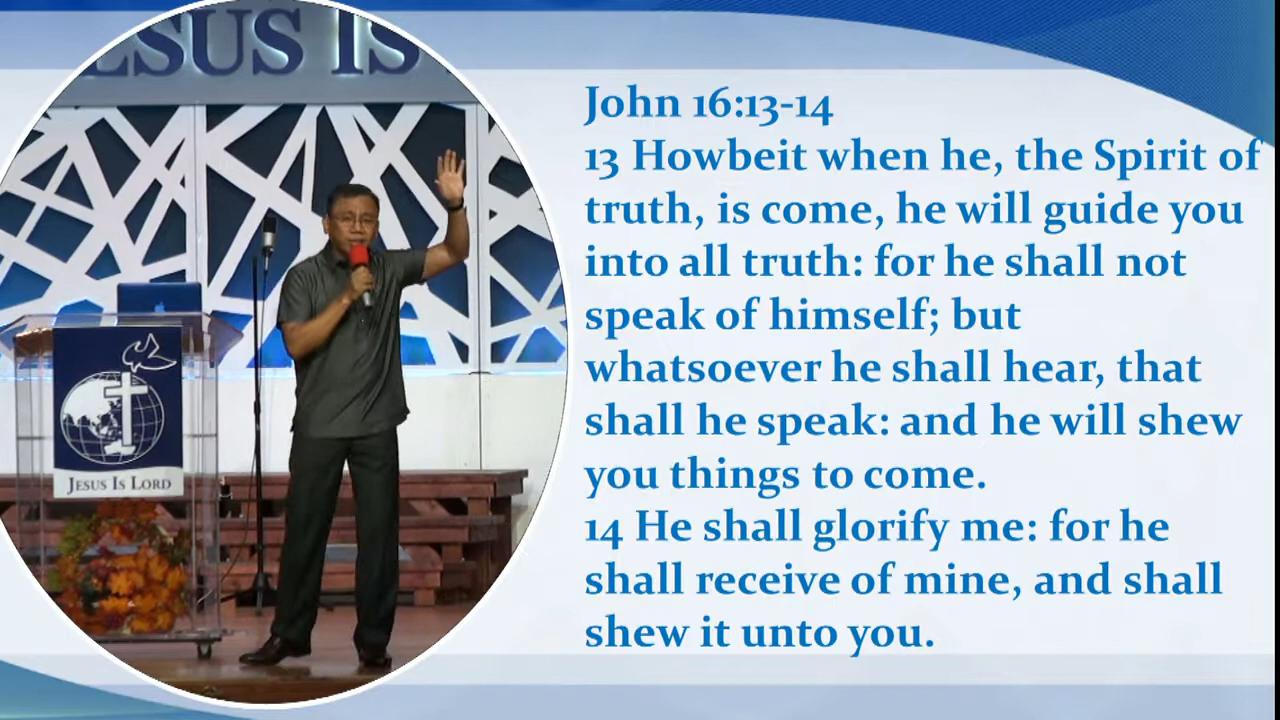 ESUS IS
JESUS IS LORD
John 16:13-14
13 Howbeit when he, the Spirit of
truth, is come, he will guide you
into all truth: for he shall not
speak of himself; but
whatsoever he shall hear, that
shall he speak: and he will shew
you things to come.
14 He shall glorify me: for he
shall receive of mine, and shall
shew it unto you.